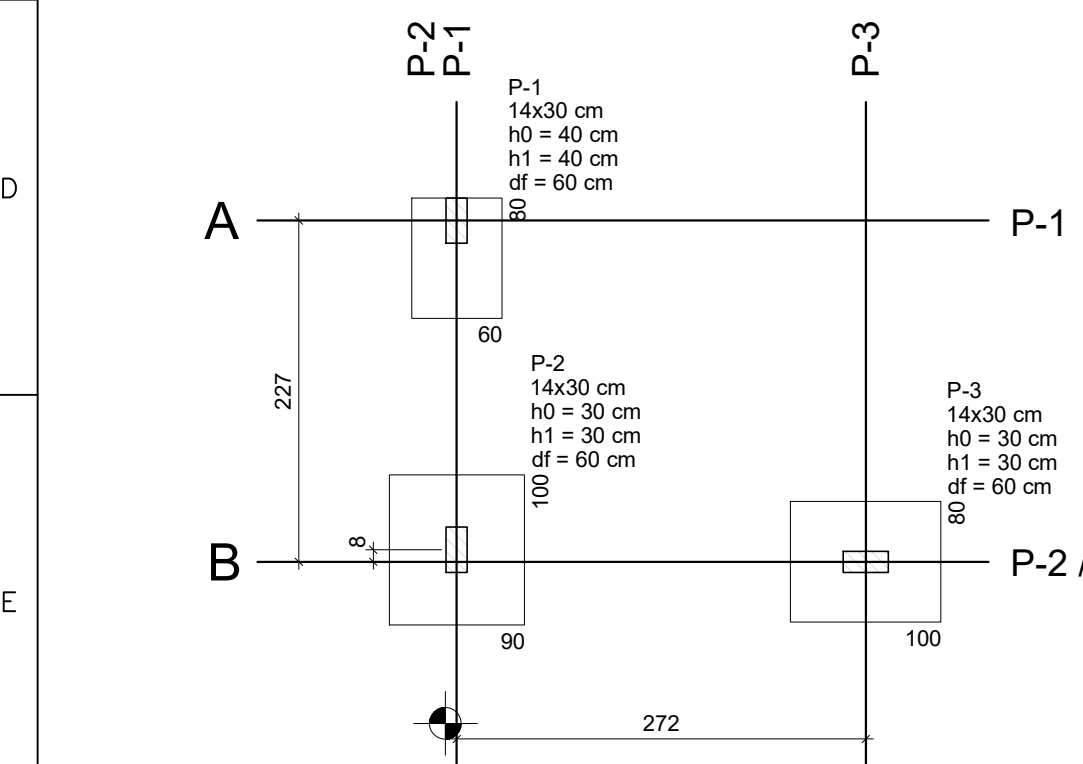 P-2
P-1
P-3
D
P-1
14x30 cm
h0 = 40 cm
h1 = 40 cm
df = 60 cm
80
A
P-1
60
227
P-2
14x30 cm
h0 = 30 cm
h1 = 30 cm
df = 60 cm
100
P-3
14x30 cm
h0 = 30 cm
h1 = 30 cm
df = 60 cm
80
8
B
P-2 /
E
90
100
272